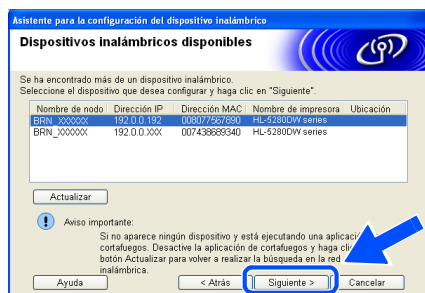 Asistente para la configuración del dispositivo inalámbrico
Dispositivos inalámbricos disponibles
Se ha encontrado más de un dispositivo inalámbrico.
Seleccione el dispositivo que desea configurar y haga clic en "Siguiente".
Nombre de nodo Dirección IP Dirección MAC Nombre de impresora Ubicación
BRN_XXXXXX 192.0.0.192 008077567890 HL-5280DW series
BRN_XXXXXX 192.0.0.XXX 007438689340 HL-5280DW series
Actualizar
Aviso importante:
Si no aparece ningún dispositivo y está ejecutando una
cortafuegos. Desactive la aplicación de cortafuegos y haga
botón Actualizar para volver a realizar la búsqueda en la red
inalámbrica.
Ayuda < Atrás Siguiente > Cancelar